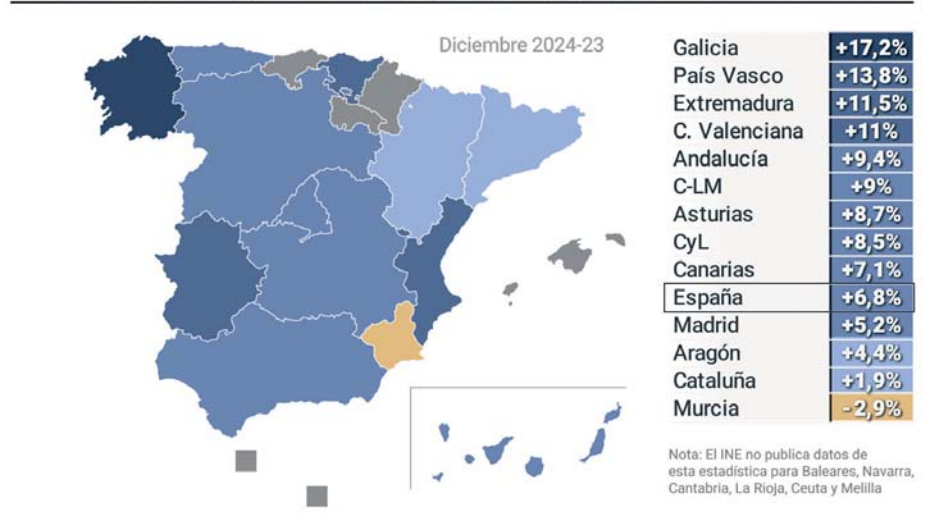 Diciembre 2024-23
Galicia +17,2%
País Vasco +13,8%
Extremadura +11,5%
C. Valenciana +11%
Andalucía +9,4%
C-LM +9%
Asturias +8,7%
CyL +8,5%
Canarias +7,1%
España +6,8%
Madrid +5,2%
Aragón +4,4%
Cataluña +1,9%
Murcia -2,9%
Nota: El INE no publica datos de
esta estadística para Baleares, Navarra,
Cantabria, La Rioja, Ceuta y Melilla